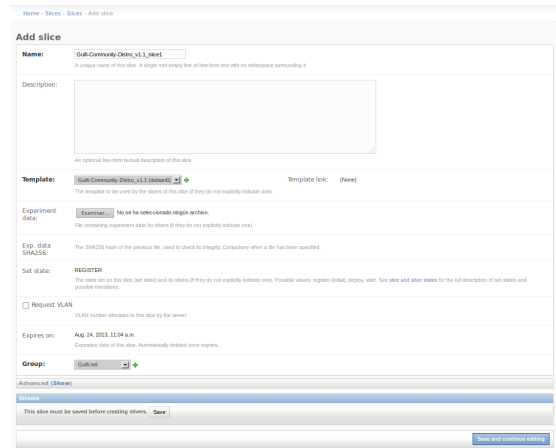 Home › Slices › Slices › Add slice
Add slice
Name: Guifi-Community-Distro_v1.1_slice1
A unique name of this slice. A single non-empty line of free-form text with no whitespace surrounding it.
Description:
An optional free-form textual description of this slice.
Template: Guifi-Community-Distro_v1.1 (debian6) Template link: (None)
The template to be used by the slivers of this slice (if they do not explicitly indicate one).
Experiment data: Examinar... No se ha seleccionado ningún archivo.
File containing experiment data for slivers (if they do not explicitly indicate one)
Exp. data SHA256: The SHA256 hash of the previous file, used to check its integrity. Compulsory when a file has been specified.
Set state: REGISTER
The state set on this slice (set state) and its slivers (if they do not explicitly indicate one). Possible values: register (initial), deploy, start. See slice and sliver states for the full description of set states and
possible transitions.
Request VLAN
VLAN number allocated to this slice by the server.
Expires on: Aug. 24, 2013, 11:04 a.m.
Expiration date of this slice. Automatically deleted once expires.
Group: Guifi.net
Advanced (Show)
Slivers
This slice must be saved before creating slivers. Save
Save and continue editing